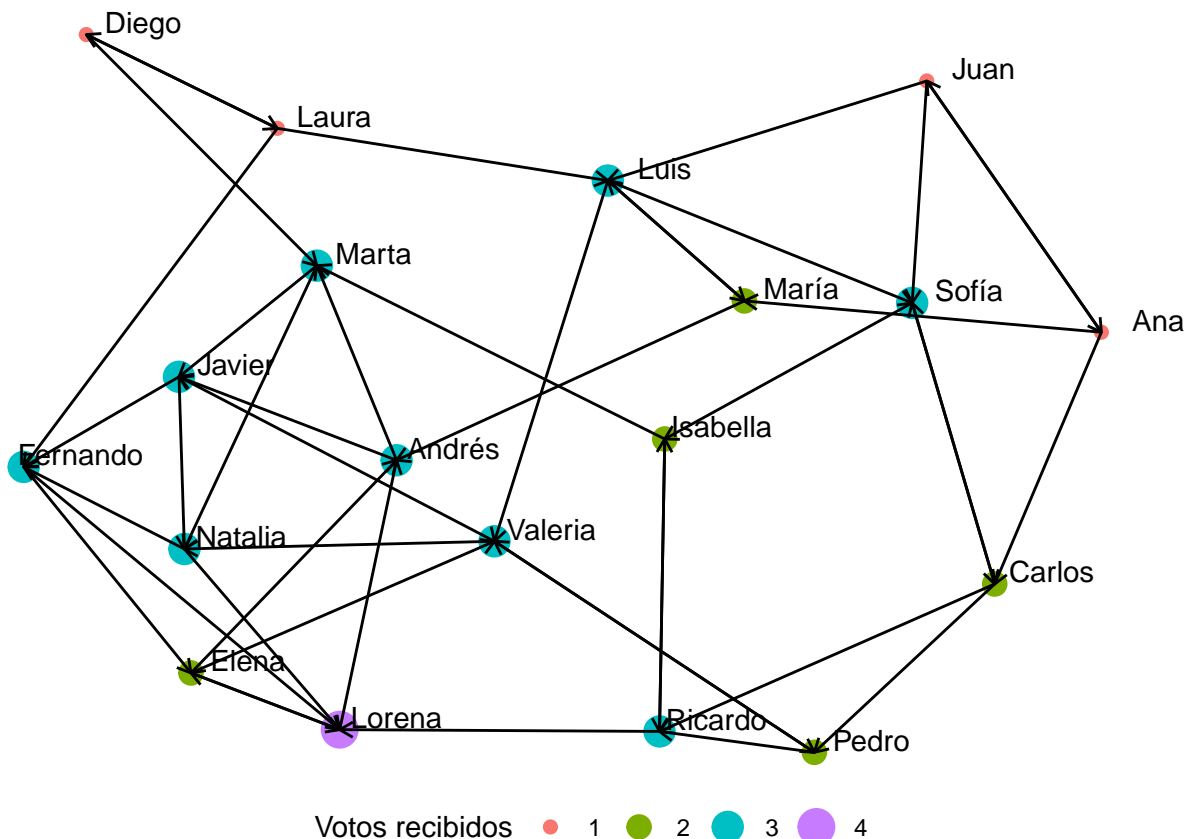 Diego
Juan
Laura
Luis
Marta
María
Sofía
Ana
Javier
Isabella
Andrés
Fernando
Natalia
Valeria
Carlos
Elena
Lorena
Ricardo
Pedro
Votos recibidos 1 2 3 4